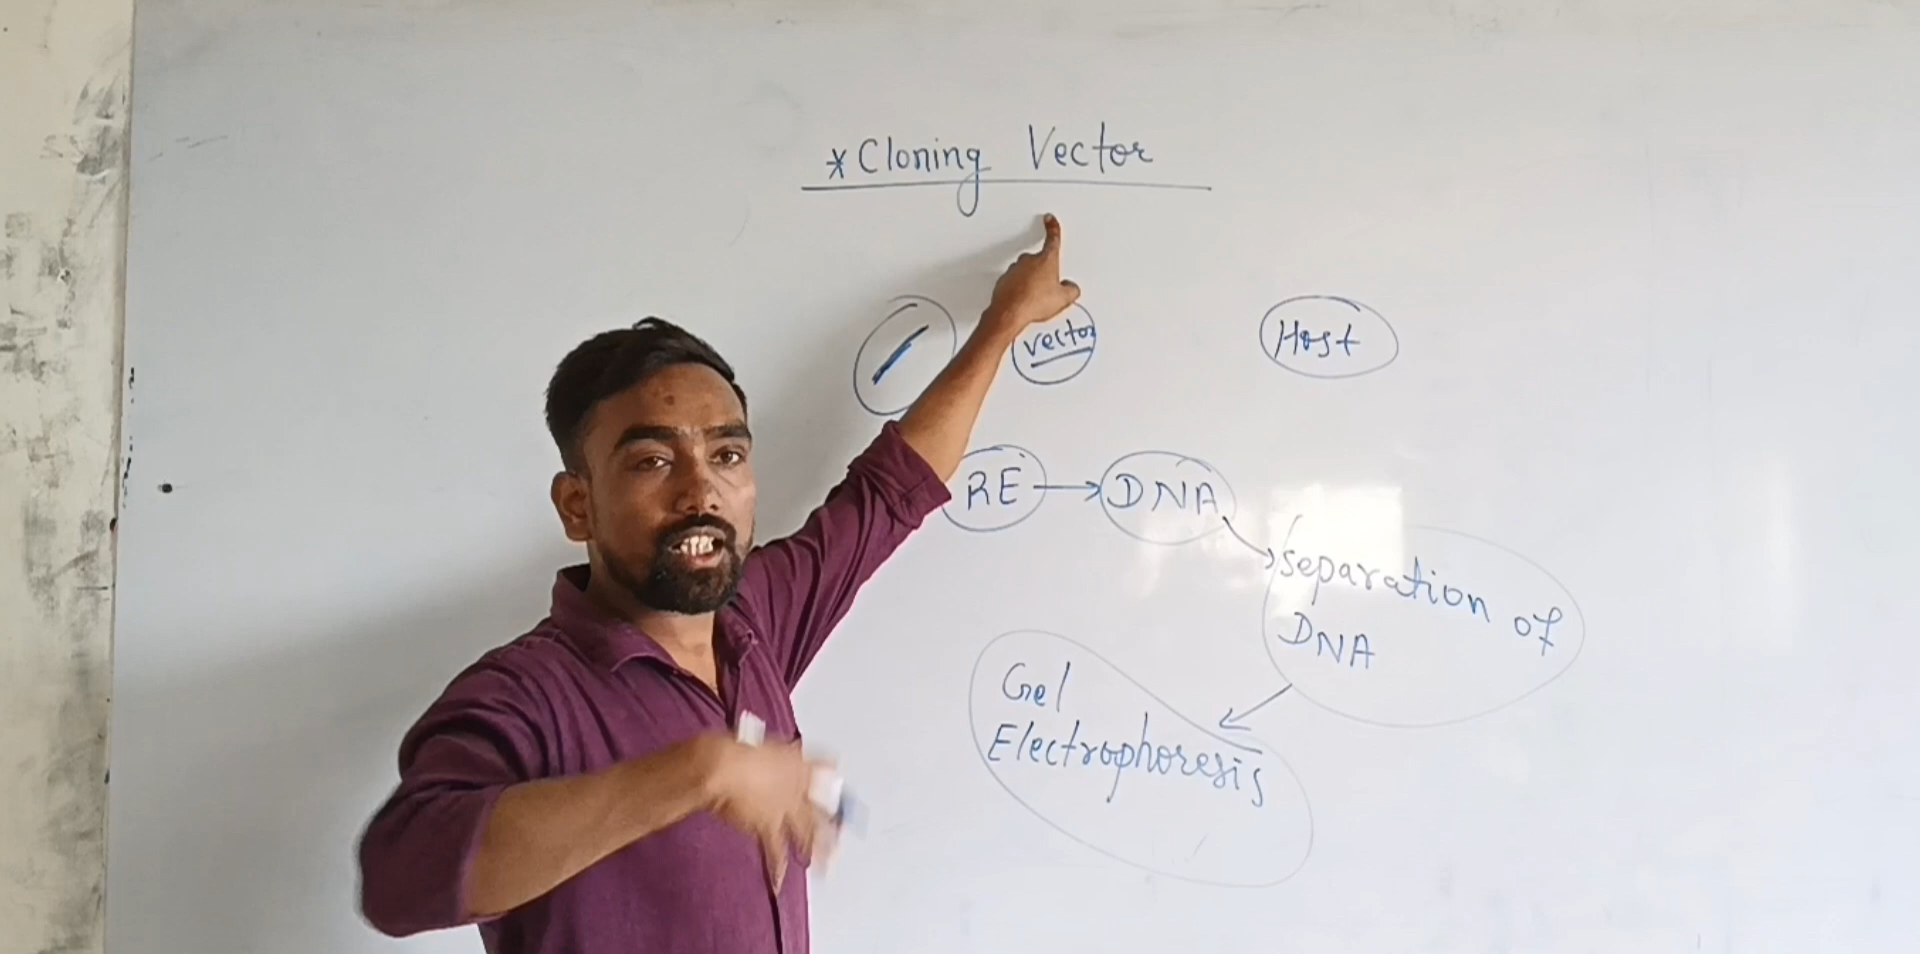 * Cloning Vector
vector
Host
RE → DNA
separation of
DNA
Gel
Electrophoresis